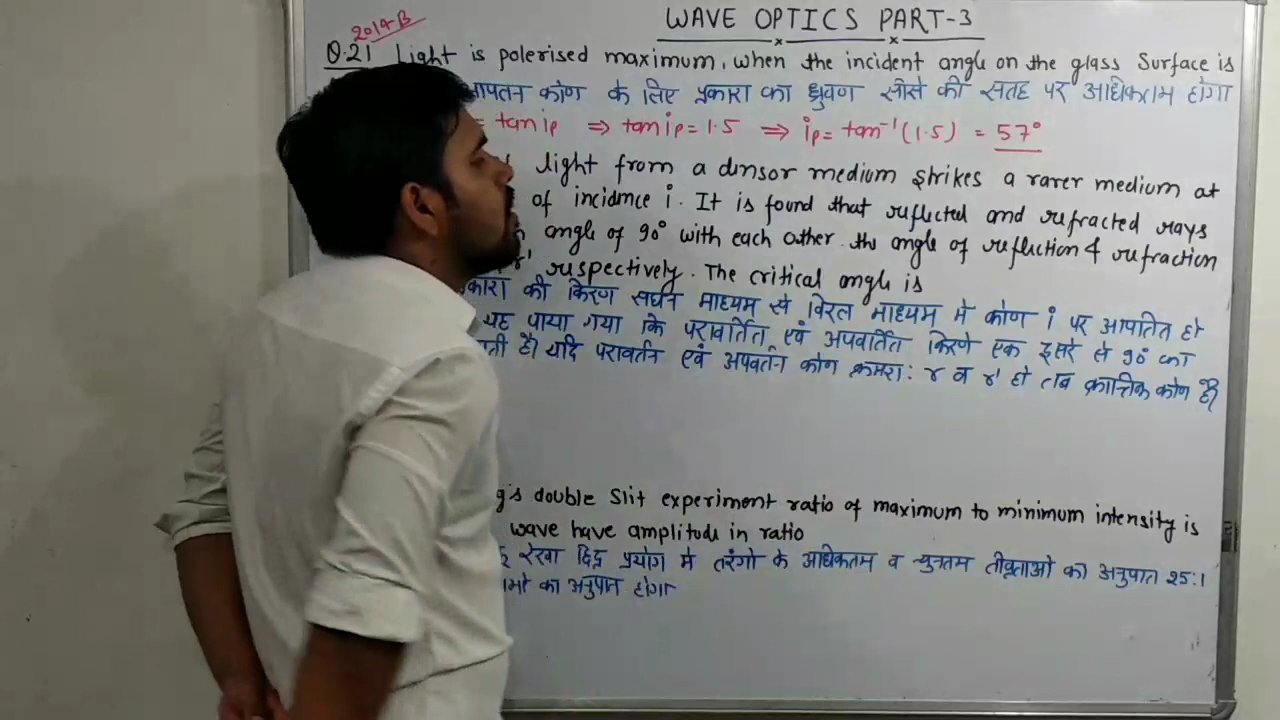 WAVE OPTICS PART-3
2014-B
Q.21 Light is polerised maximum, when the incident angle on the glass Surface is
आपतन कोण के लिए प्रकाश का ध्रुवण सीसे की सतह पर अधिकतम होगा
= tan ip ⇒ tan ip = 1.5 ⇒ ip = tan⁻¹(1.5) = 57°
light from a densor medium strikes a rarer medium at
of incidence i. It is found that reflected and refracted rays
angle of 90° with each other. the angle of reflection & refraction
r' respectively. The critical angle is
की किरण सघन माध्यम से विरल माध्यम मे कोण i पर आपतित हो
यह पाया गया कि परावर्तित एवं अपवर्तित किरणे एक दूसरे से 90° का
है। यदि परावर्तन एवं अपवर्तन कोण क्रमश: r व r' हो तब क्रान्तिक कोण है।
g's double Slit experiment ratio of maximum to minimum intensity is
wave have amplitude in ratio
रेखा छिद्र प्रयोग मे तरंगो के अधिकतम व न्युनतम तीव्रताओ का अनुपात 25:1
का अनुपात होगा